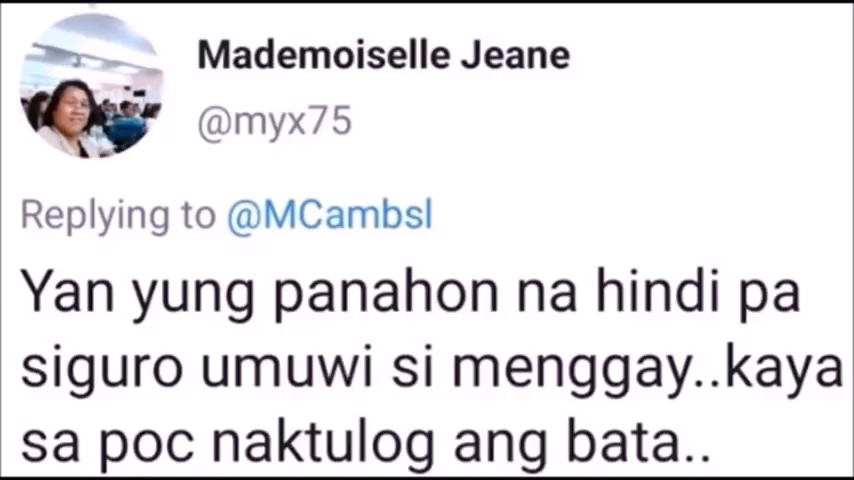 Mademoiselle Jeane
@myx75
Replying to @MCambsl
Yan yung panahon na hindi pa
siguro umuwi si menggay..kaya
sa poc naktulog ang bata..